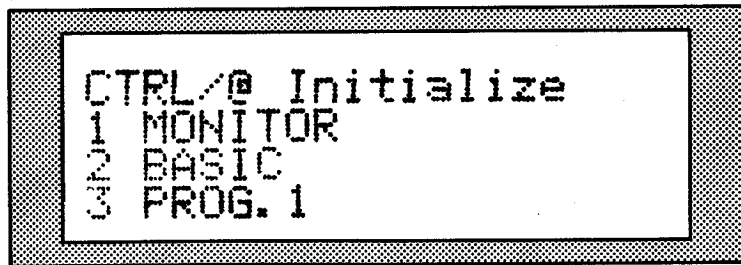 CTRL/@ Initialize
1 MONITOR
2 BASIC
3 PROG. 1